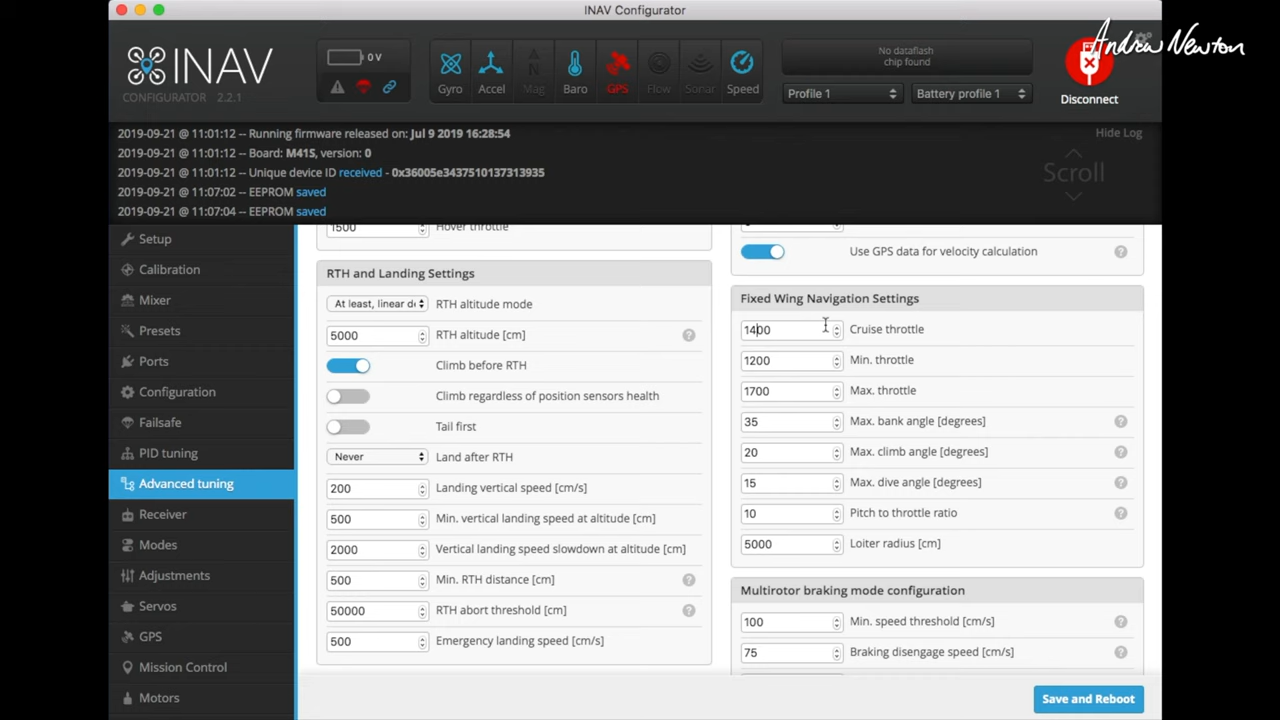 INAV Configurator
Andrew Newton
INAV
CONFIGURATOR 2.2.1
0 V
Gyro
Accel
Mag
Baro
GPS
Flow
Sonar
Speed
No dataflash
chip found
Profile 1
Battery profile 1
Disconnect
2019-09-21 @ 11:01:12 -- Running firmware released on: Jul 9 2019 16:28:54
2019-09-21 @ 11:01:12 -- Board: M41S, version: 0
2019-09-21 @ 11:01:12 -- Unique device ID received - 0x36005e3437510137313935
2019-09-21 @ 11:07:02 -- EEPROM saved
2019-09-21 @ 11:07:04 -- EEPROM saved
Hide Log
Scroll
Setup
Calibration
Mixer
Presets
Ports
Configuration
Failsafe
PID tuning
Advanced tuning
Receiver
Modes
Adjustments
Servos
GPS
Mission Control
Motors
1500 Hover throttle
RTH and Landing Settings
At least, linear d RTH altitude mode
5000 RTH altitude [cm] ?
Climb before RTH
Climb regardless of position sensors health
Tail first
Never Land after RTH
200 Landing vertical speed [cm/s]
500 Min. vertical landing speed at altitude [cm]
2000 Vertical landing speed slowdown at altitude [cm]
500 Min. RTH distance [cm] ?
50000 RTH abort threshold [cm] ?
500 Emergency landing speed [cm/s]
Use GPS data for velocity calculation ?
Fixed Wing Navigation Settings
1400 Cruise throttle
1200 Min. throttle
1700 Max. throttle
35 Max. bank angle [degrees] ?
20 Max. climb angle [degrees] ?
15 Max. dive angle [degrees] ?
10 Pitch to throttle ratio ?
5000 Loiter radius [cm]
Multirotor braking mode configuration
100 Min. speed threshold [cm/s] ?
75 Braking disengage speed [cm/s] ?
Save and Reboot